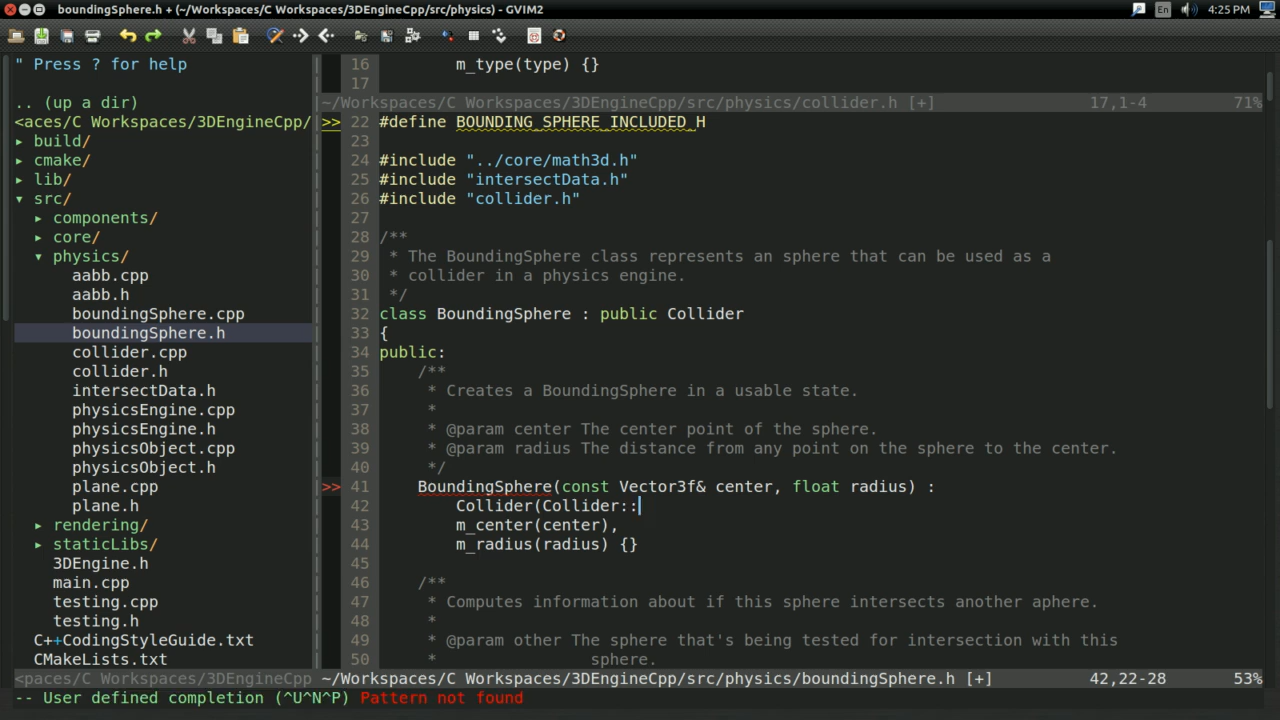 boundingSphere.h + (~/Workspaces/C Workspaces/3DEngineCpp/src/physics) - GVIM2
En
4:25 PM
" Press ? for help
.. (up a dir)
<aces/C Workspaces/3DEngineCpp/
▸ build/
▸ cmake/
▸ lib/
▾ src/
▸ components/
▸ core/
▾ physics/
aabb.cpp
aabb.h
boundingSphere.cpp
boundingSphere.h
collider.cpp
collider.h
intersectData.h
physicsEngine.cpp
physicsEngine.h
physicsObject.cpp
physicsObject.h
plane.cpp
plane.h
▸ rendering/
▸ staticLibs/
3DEngine.h
main.cpp
testing.cpp
testing.h
C++CodingStyleGuide.txt
CMakeLists.txt
<paces/C Workspaces/3DEngineCpp
16 m_type(type) {}
17
~/Workspaces/C Workspaces/3DEngineCpp/src/physics/collider.h [+] 17,1-4 71%
>> 22 #define BOUNDING_SPHERE_INCLUDED_H
23
24 #include "../core/math3d.h"
25 #include "intersectData.h"
26 #include "collider.h"
27
28 /**
29 * The BoundingSphere class represents an sphere that can be used as a
30 * collider in a physics engine.
31 */
32 class BoundingSphere : public Collider
33 {
34 public:
35 /**
36 * Creates a BoundingSphere in a usable state.
37 *
38 * @param center The center point of the sphere.
39 * @param radius The distance from any point on the sphere to the center.
40 */
>> 41 BoundingSphere(const Vector3f& center, float radius) :
42 Collider(Collider::
43 m_center(center),
44 m_radius(radius) {}
45
46 /**
47 * Computes information about if this sphere intersects another aphere.
48 *
49 * @param other The sphere that's being tested for intersection with this
50 * sphere.
~/Workspaces/C Workspaces/3DEngineCpp/src/physics/boundingSphere.h [+] 42,22-28 53%
-- User defined completion (^U^N^P) Pattern not found